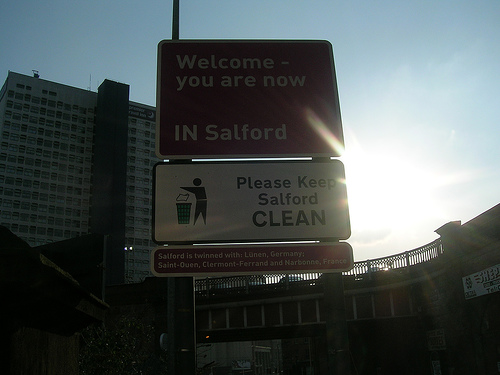 Welcome -
you are now
IN Salford
Please Keep
Salford
CLEAN
Salford is twinned with: Lünen, Germany;
Saint-Ouen, Clermont-Ferrand and Narbonne, France